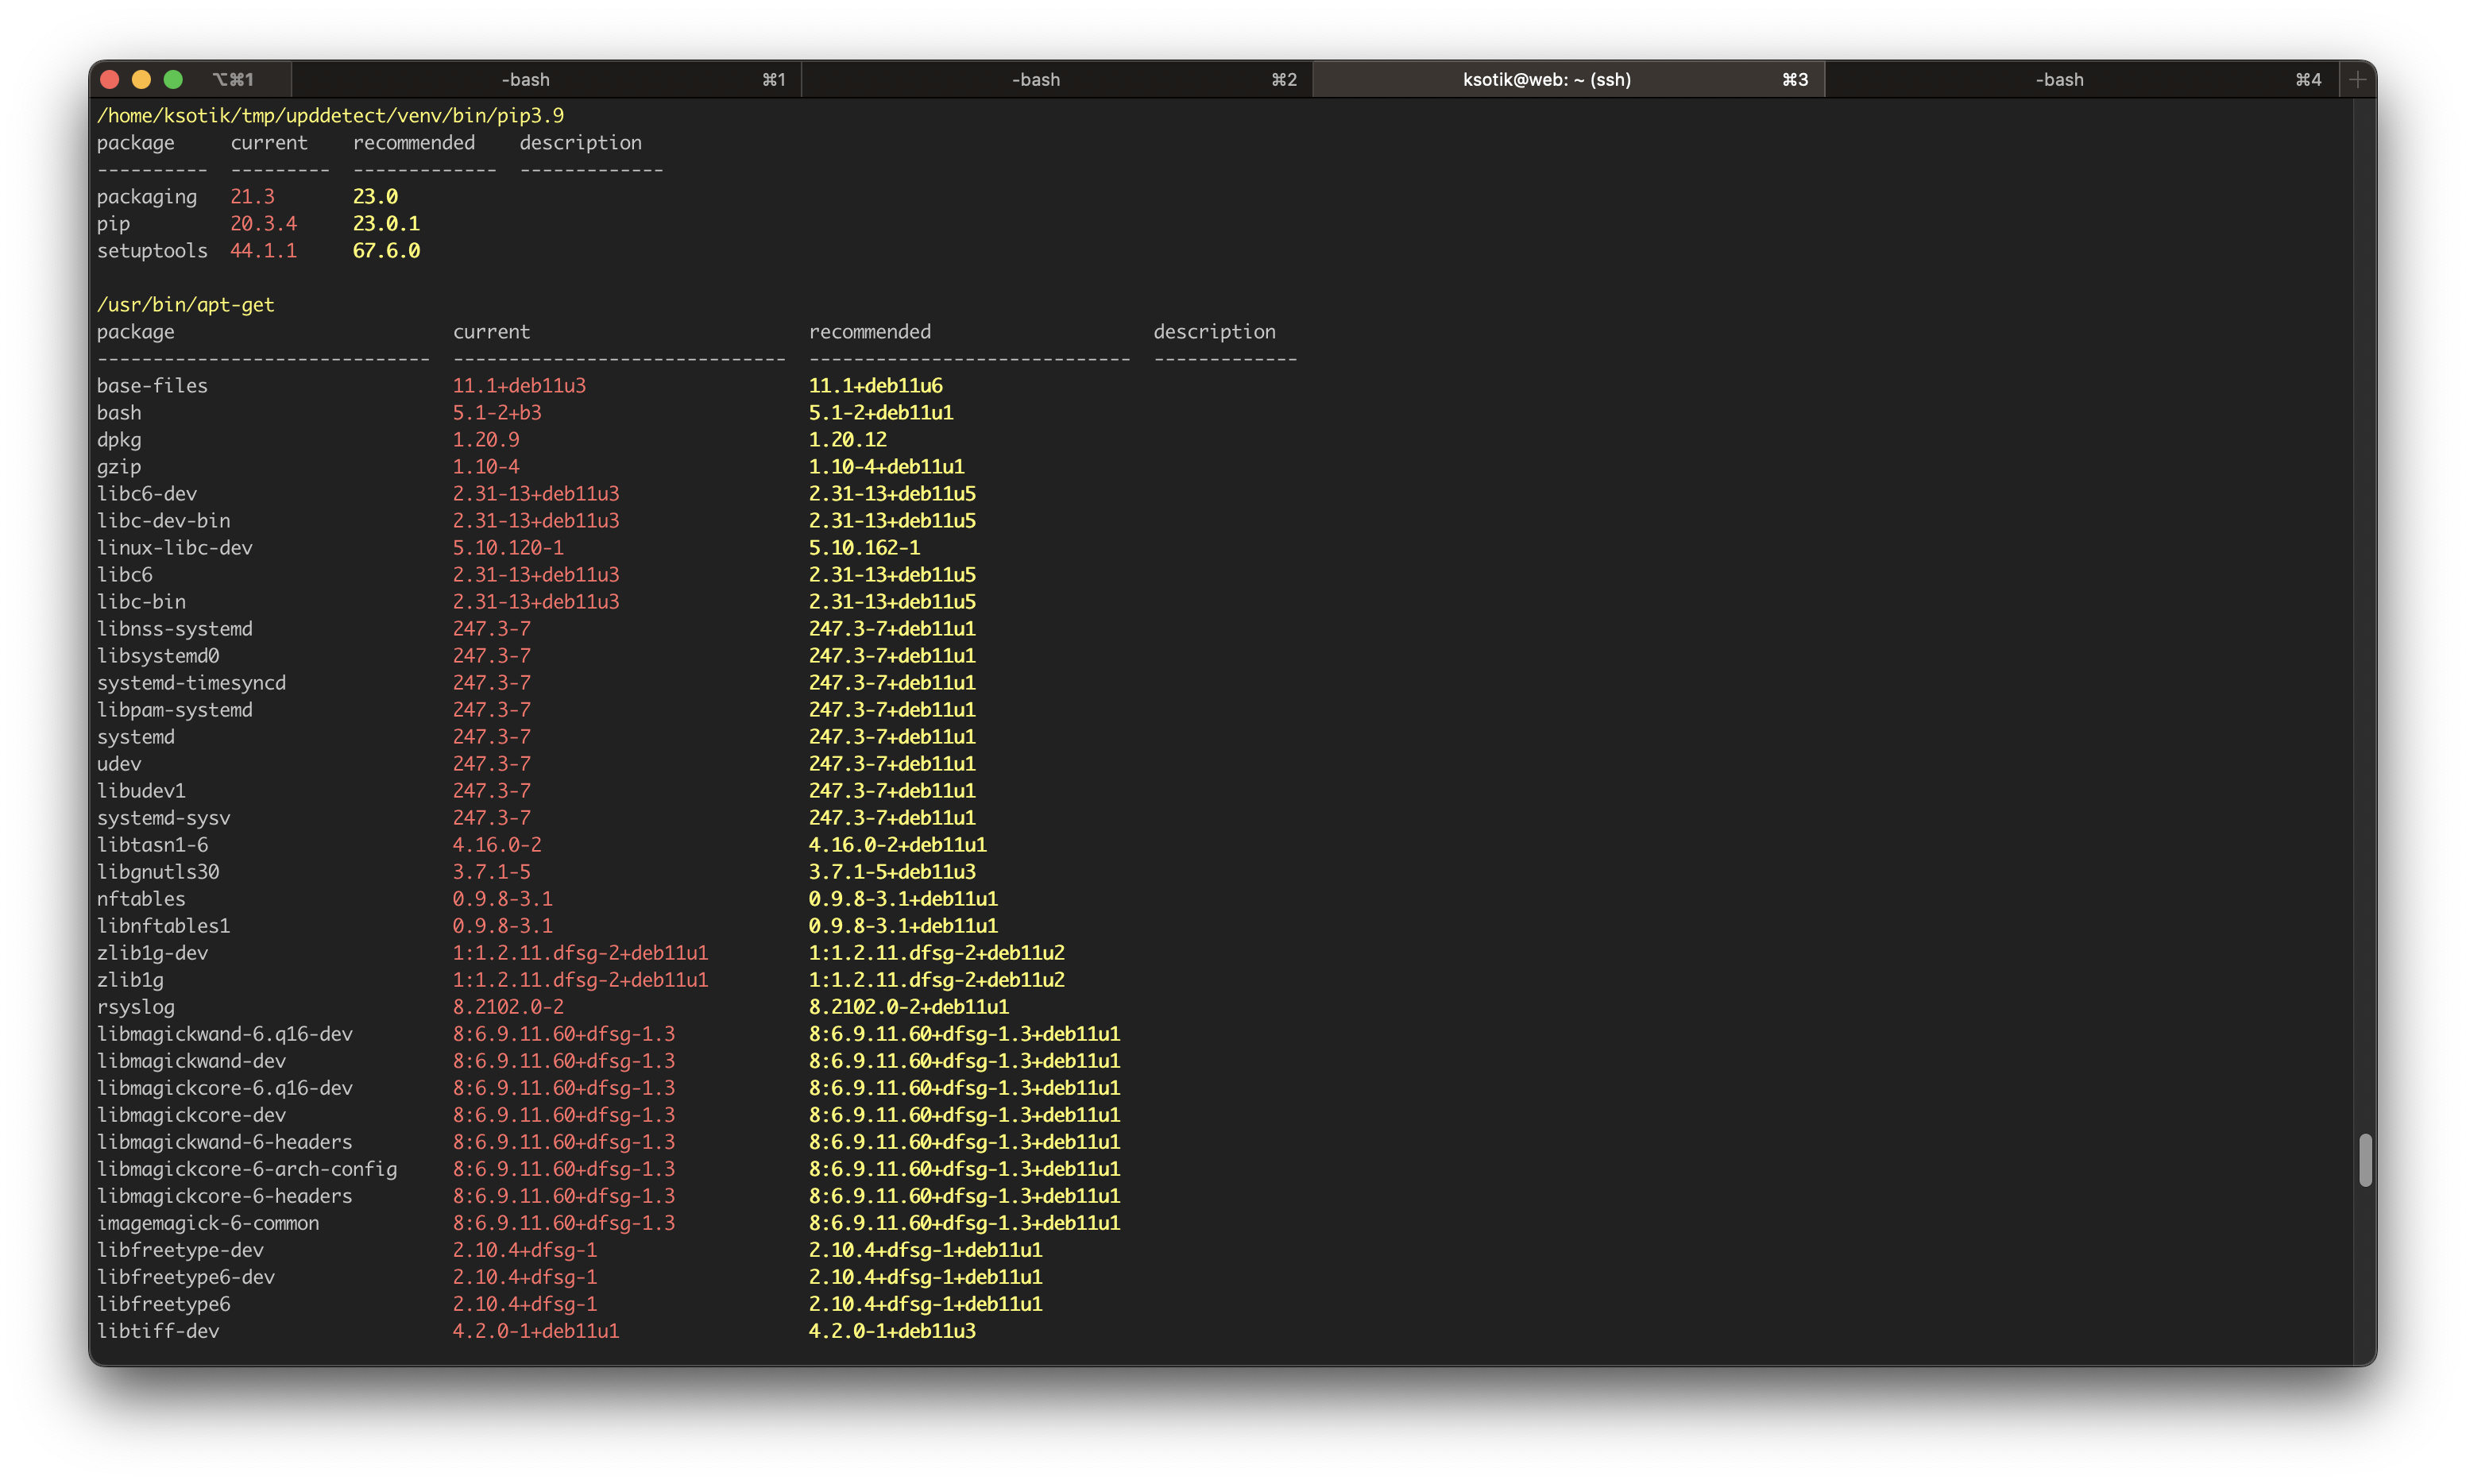 ⌥⌘1 -bash ⌘1 -bash ⌘2 ksotik@web: ~ (ssh) ⌘3 -bash ⌘4 +
/home/ksotik/tmp/upddetect/venv/bin/pip3.9
package current recommended description
---------- --------- ------------- -------------
packaging 21.3 23.0
pip 20.3.4 23.0.1
setuptools 44.1.1 67.6.0
/usr/bin/apt-get
package current recommended description
------------------------------ ------------------------------ ----------------------------- -------------
base-files 11.1+deb11u3 11.1+deb11u6
bash 5.1-2+b3 5.1-2+deb11u1
dpkg 1.20.9 1.20.12
gzip 1.10-4 1.10-4+deb11u1
libc6-dev 2.31-13+deb11u3 2.31-13+deb11u5
libc-dev-bin 2.31-13+deb11u3 2.31-13+deb11u5
linux-libc-dev 5.10.120-1 5.10.162-1
libc6 2.31-13+deb11u3 2.31-13+deb11u5
libc-bin 2.31-13+deb11u3 2.31-13+deb11u5
libnss-systemd 247.3-7 247.3-7+deb11u1
libsystemd0 247.3-7 247.3-7+deb11u1
systemd-timesyncd 247.3-7 247.3-7+deb11u1
libpam-systemd 247.3-7 247.3-7+deb11u1
systemd 247.3-7 247.3-7+deb11u1
udev 247.3-7 247.3-7+deb11u1
libudev1 247.3-7 247.3-7+deb11u1
systemd-sysv 247.3-7 247.3-7+deb11u1
libtasn1-6 4.16.0-2 4.16.0-2+deb11u1
libgnutls30 3.7.1-5 3.7.1-5+deb11u3
nftables 0.9.8-3.1 0.9.8-3.1+deb11u1
libnftables1 0.9.8-3.1 0.9.8-3.1+deb11u1
zlib1g-dev 1:1.2.11.dfsg-2+deb11u1 1:1.2.11.dfsg-2+deb11u2
zlib1g 1:1.2.11.dfsg-2+deb11u1 1:1.2.11.dfsg-2+deb11u2
rsyslog 8.2102.0-2 8.2102.0-2+deb11u1
libmagickwand-6.q16-dev 8:6.9.11.60+dfsg-1.3 8:6.9.11.60+dfsg-1.3+deb11u1
libmagickwand-dev 8:6.9.11.60+dfsg-1.3 8:6.9.11.60+dfsg-1.3+deb11u1
libmagickcore-6.q16-dev 8:6.9.11.60+dfsg-1.3 8:6.9.11.60+dfsg-1.3+deb11u1
libmagickcore-dev 8:6.9.11.60+dfsg-1.3 8:6.9.11.60+dfsg-1.3+deb11u1
libmagickwand-6-headers 8:6.9.11.60+dfsg-1.3 8:6.9.11.60+dfsg-1.3+deb11u1
libmagickcore-6-arch-config 8:6.9.11.60+dfsg-1.3 8:6.9.11.60+dfsg-1.3+deb11u1
libmagickcore-6-headers 8:6.9.11.60+dfsg-1.3 8:6.9.11.60+dfsg-1.3+deb11u1
imagemagick-6-common 8:6.9.11.60+dfsg-1.3 8:6.9.11.60+dfsg-1.3+deb11u1
libfreetype-dev 2.10.4+dfsg-1 2.10.4+dfsg-1+deb11u1
libfreetype6-dev 2.10.4+dfsg-1 2.10.4+dfsg-1+deb11u1
libfreetype6 2.10.4+dfsg-1 2.10.4+dfsg-1+deb11u1
libtiff-dev 4.2.0-1+deb11u1 4.2.0-1+deb11u3